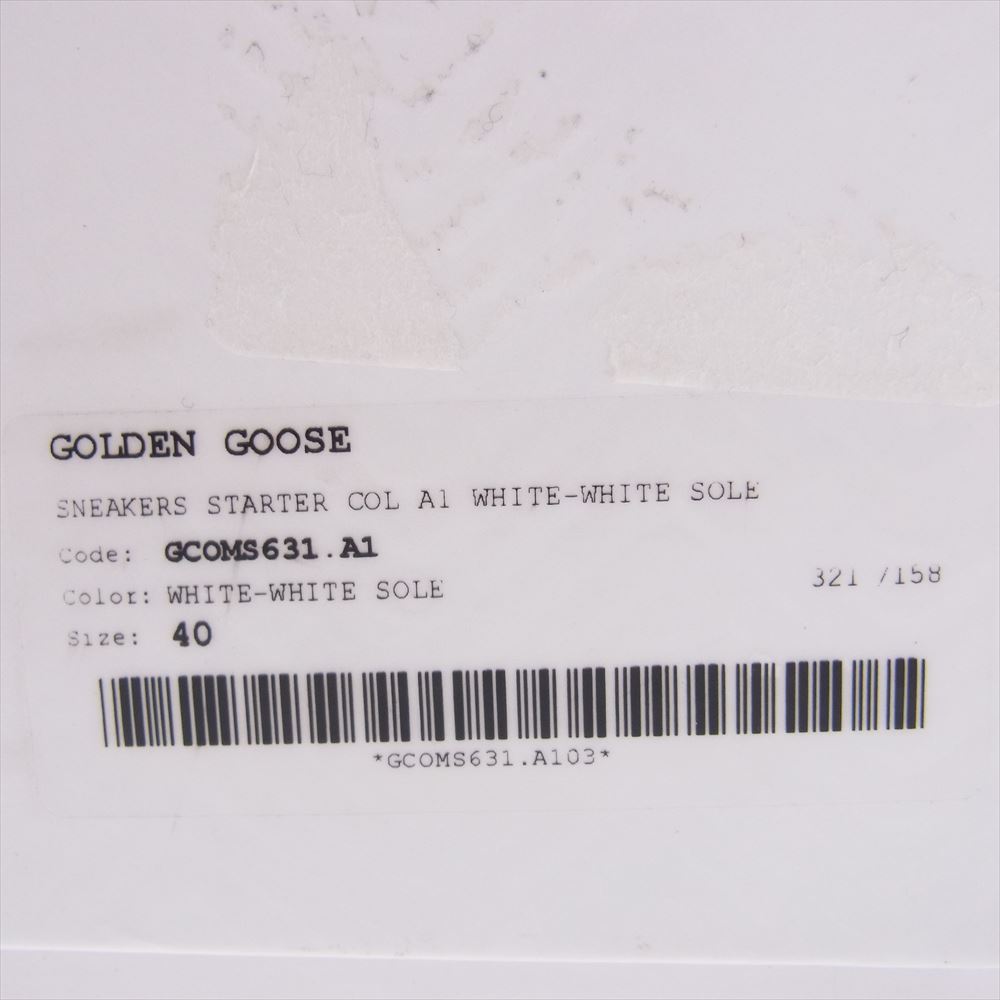 GOLDEN GOOSE
SNEAKERS STARTER COL A1 WHITE-WHITE SOLE
Code: GCOMS631.A1
Color: WHITE-WHITE SOLE
321 /158
Size: 40
*GCOMS631.A103*